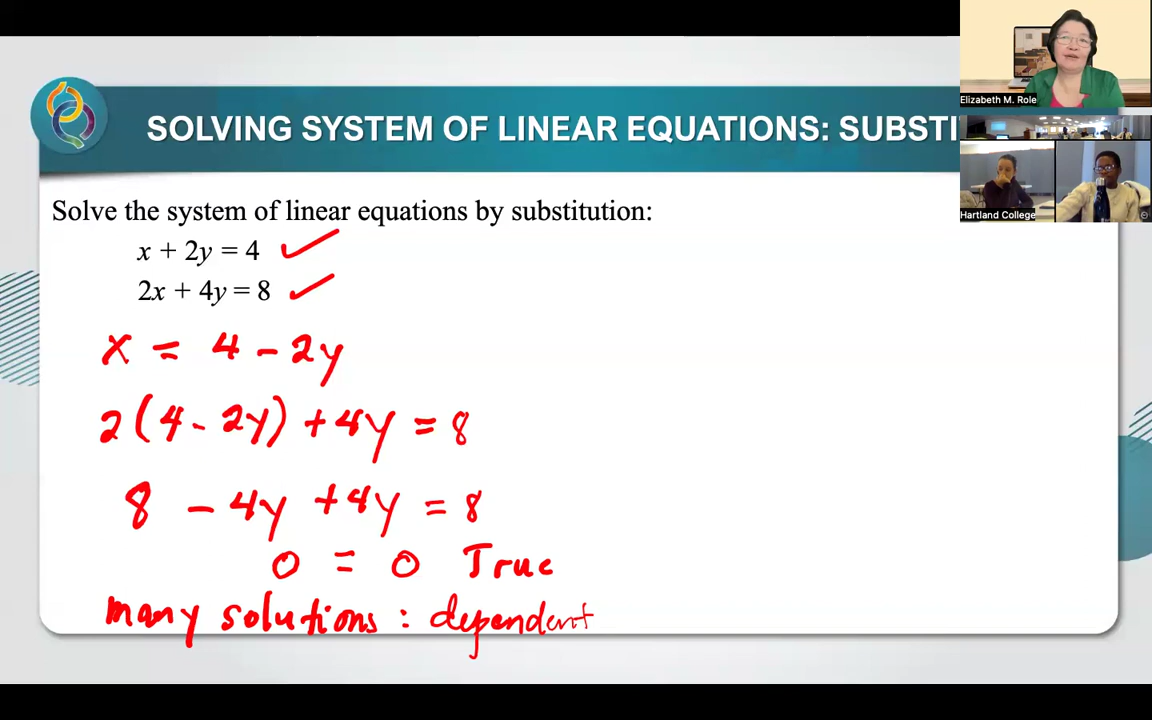 SOLVING SYSTEM OF LINEAR EQUATIONS: SUBSTI
Elizabeth M. Role
Hartland College
Solve the system of linear equations by substitution:
x + 2y = 4
2x + 4y = 8
x = 4 - 2y
2(4 - 2y) + 4y = 8
8 - 4y + 4y = 8
0 = 0 True
many solutions : dependent